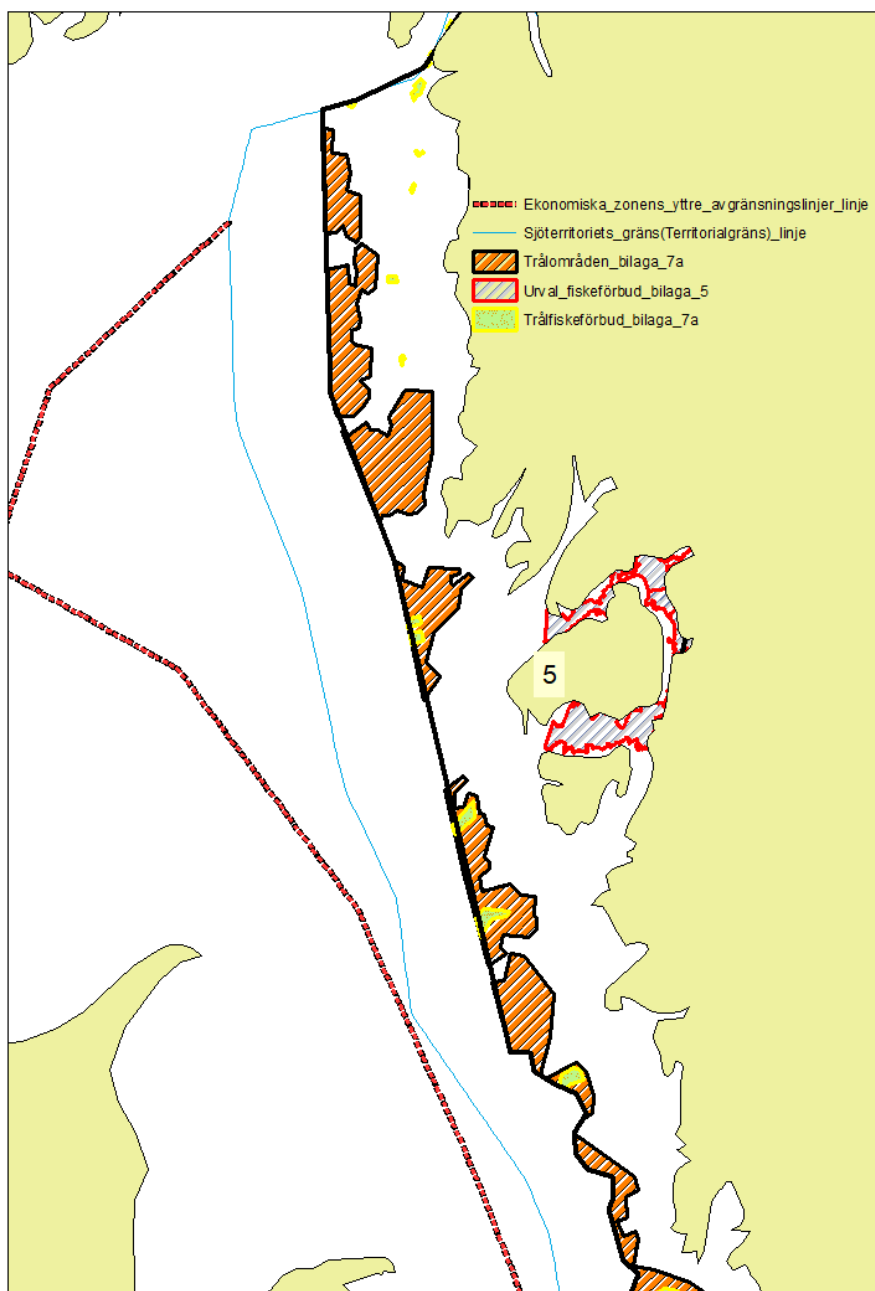 Ekonomiska_zonens_yttre_avgränsningslinjer_linje
Sjöterritoriets_gräns(Territorialgräns)_linje
Trålområden_bilaga_7a
Urval_fiskeförbud_bilaga_5
Trålfiskeförbud_bilaga_7a
5